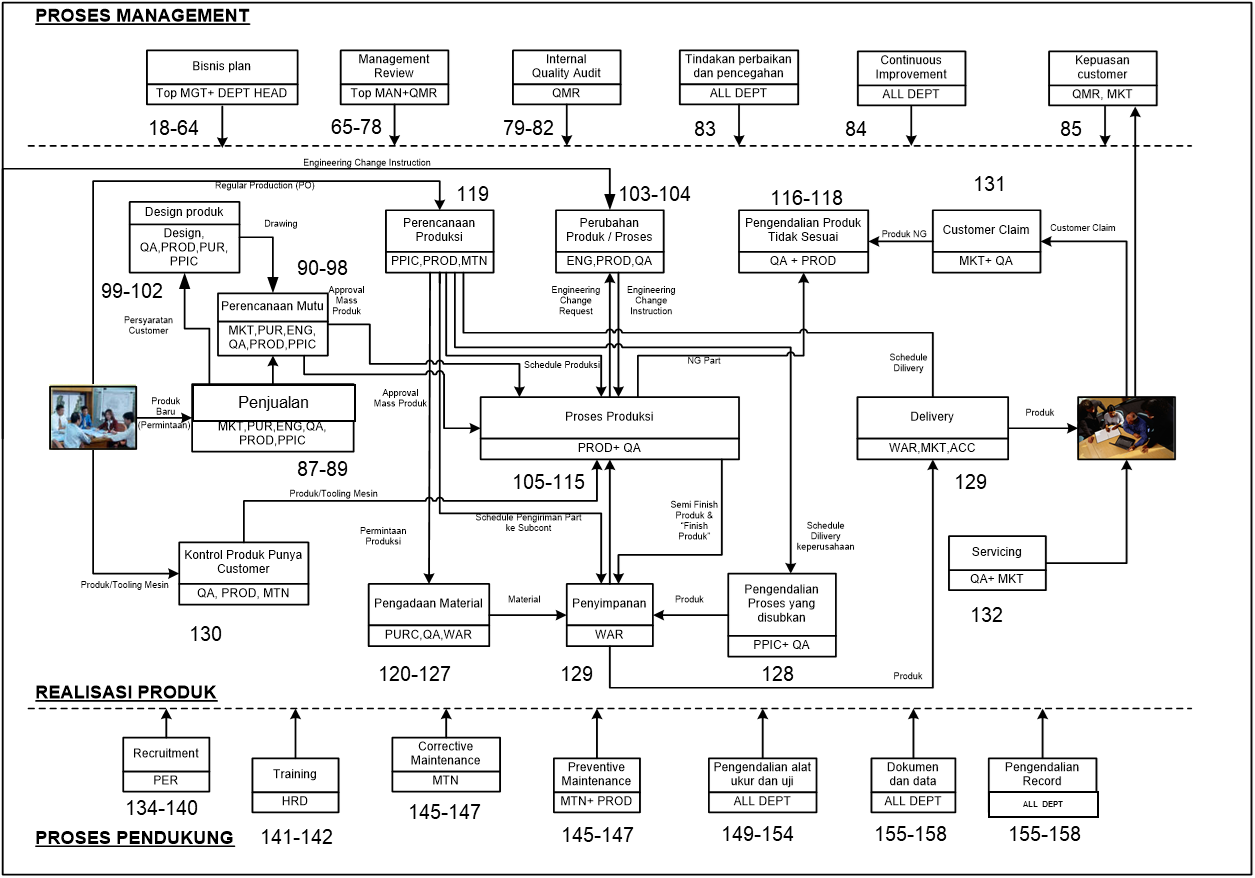 PROSES MANAGEMENT
Bisnis plan
Top MGT+ DEPT HEAD
18-64
Management
Review
Top MAN+QMR
65-78
Internal
Quality Audit
QMR
79-82
Tindakan perbaikan
dan pencegahan
ALL DEPT
83
Continuous
Improvement
ALL DEPT
84
Kepuasan
customer
QMR, MKT
85
Engineering Change Instruction
Regular Production (PO)
Design produk
Design,
QA,PROD,PUR,
PPIC
99-102
Drawing
90-98
Perencanaan Mutu
MKT,PUR,ENG,
QA,PROD,PPIC
Approval
Mass
Produk
119
Perencanaan
Produksi
PPIC,PROD,MTN
103-104
Perubahan
Produk / Proses
ENG,PROD,QA
116-118
Pengendalian Produk
Tidak Sesuai
QA + PROD
Produk NG
131
Customer Claim
MKT+ QA
Customer Claim
Engineering
Change
Request
Engineering
Change
Instruction
Persyaratan
Customer
Schedule Produksi
NG Part
Schedule
Dilivery
Produk
Baru
(Permintaan)
Penjualan
MKT,PUR,ENG,QA,
PROD,PPIC
87-89
Approval
Mass Produk
Proses Produksi
PROD+ QA
105-115
Delivery
WAR,MKT,ACC
129
Produk
Produk/Tooling Mesin
Schedule Pengiriman Part
ke Subcont
Semi Finish
Produk &
“Finish
Produk”
Schedule
Dilivery
keperusahaan
Permintaan
Produksi
Kontrol Produk Punya
Customer
QA, PROD, MTN
130
Produk/Tooling Mesin
Servicing
QA+ MKT
132
Pengadaan Material
PURC,QA,WAR
120-127
Material
Penyimpanan
WAR
129
Produk
Pengendalian
Proses yang
disubkan
PPIC+ QA
128
Produk
REALISASI PRODUK
Recruitment
PER
134-140
Training
HRD
141-142
Corrective
Maintenance
MTN
145-147
Preventive
Maintenance
MTN+ PROD
145-147
Pengendalian alat
ukur dan uji
ALL DEPT
149-154
Dokumen
dan data
ALL DEPT
155-158
Pengendalian
Record
ALL DEPT
155-158
PROSES PENDUKUNG